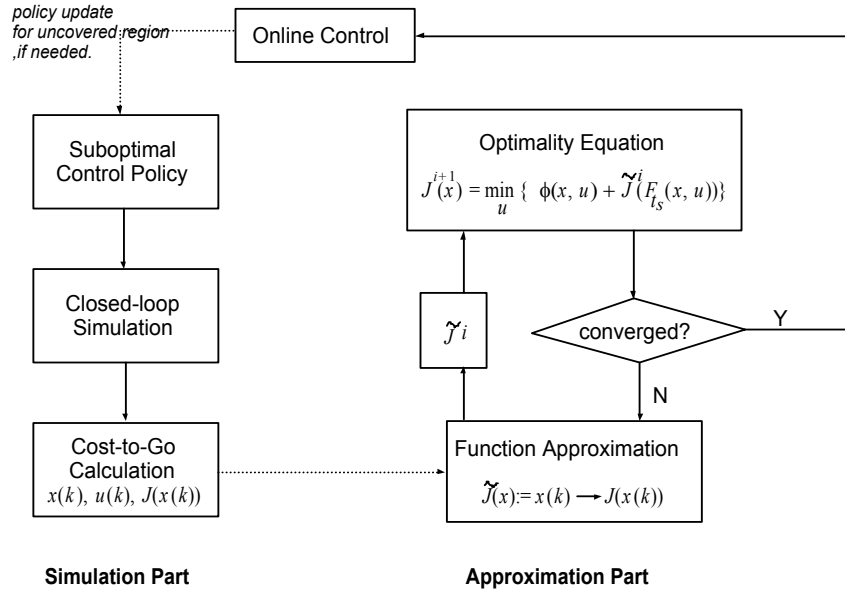 policy update
for uncovered region
,if needed.
Online Control
Suboptimal
Control Policy
Closed-loop
Simulation
Cost-to-Go
Calculation
x(k), u(k), J(x(k))
Simulation Part
Optimality Equation
J^{i+1}(x) = min_u { ϕ(x, u) + J̃^i(F_{t_s}(x, u))}
converged?
Y
N
J̃ i
Function Approximation
J̃(x):= x(k) → J(x(k))
Approximation Part